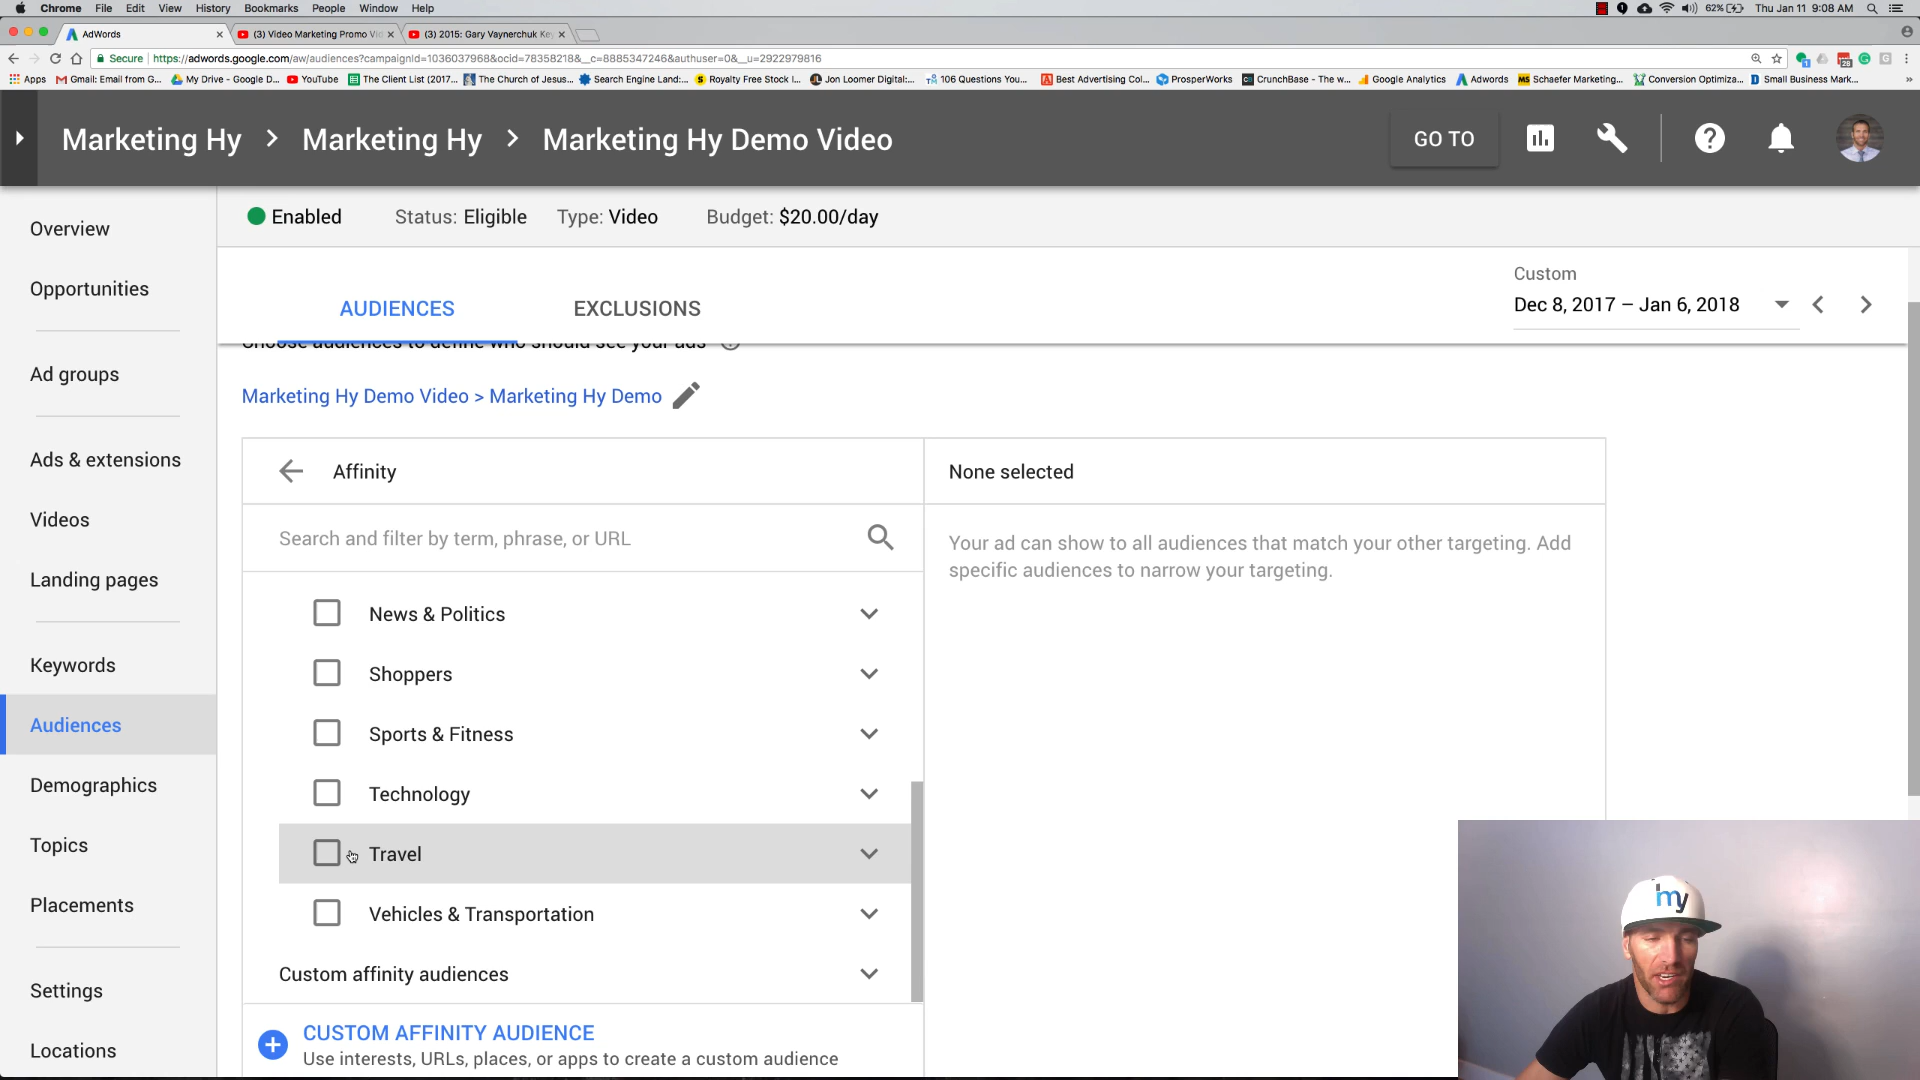 Chrome File Edit View History Bookmarks People Window Help
62% Thu Jan 11 9:08 AM
AdWords
(3) Video Marketing Promo Vi
(3) 2015: Gary Vaynerchuk Key
Secure https://adwords.google.com/aw/audiences?campaignId=1036037968&ocid=78358218&__c=8885347246&authuser=0&__u=2922979816
Apps Gmail: Email from G... My Drive - Google D... YouTube The Client List (2017... The Church of Jesus... Search Engine Land:... Royalty Free Stock I... Jon Loomer Digital:... 106 Questions You... Best Advertising Col... ProsperWorks CrunchBase - The w... Google Analytics Adwords Schaefer Marketing... Conversion Optimiza... Small Business Mark... »
Marketing Hy > Marketing Hy > Marketing Hy Demo Video
GO TO
Enabled Status: Eligible Type: Video Budget: $20.00/day
Overview
Opportunities
Ad groups
Ads & extensions
Videos
Landing pages
Keywords
Audiences
Demographics
Topics
Placements
Settings
Locations
AUDIENCES EXCLUSIONS
Custom
Dec 8, 2017 – Jan 6, 2018
Choose audiences to define who should see your ads
Marketing Hy Demo Video > Marketing Hy Demo
Affinity
Search and filter by term, phrase, or URL
News & Politics
Shoppers
Sports & Fitness
Technology
Travel
Vehicles & Transportation
Custom affinity audiences
CUSTOM AFFINITY AUDIENCE
Use interests, URLs, places, or apps to create a custom audience
None selected
Your ad can show to all audiences that match your other targeting. Add
specific audiences to narrow your targeting.
my